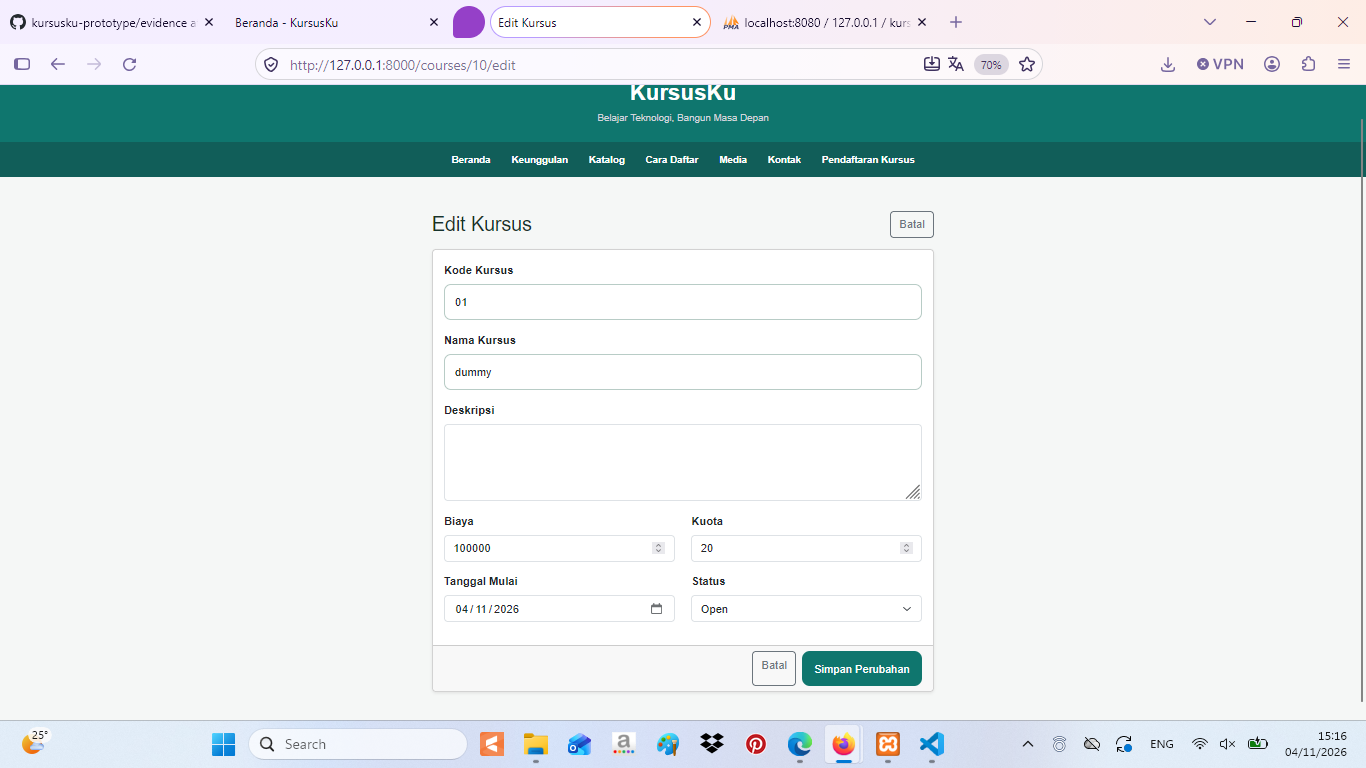 kursusku-prototype/evidence a
Beranda - KursusKu
Edit Kursus
localhost:8080 / 127.0.0.1 / kurs
http://127.0.0.1:8000/courses/10/edit
70%
VPN
KursusKu
Belajar Teknologi, Bangun Masa Depan
Beranda Keunggulan Katalog Cara Daftar Media Kontak Pendaftaran Kursus
Edit Kursus
Batal
Kode Kursus
01
Nama Kursus
dummy
Deskripsi
Biaya Kuota
100000 20
Tanggal Mulai Status
04/11/2026 Open
Batal Simpan Perubahan
25°
Search
ENG
15:16
04/11/2026